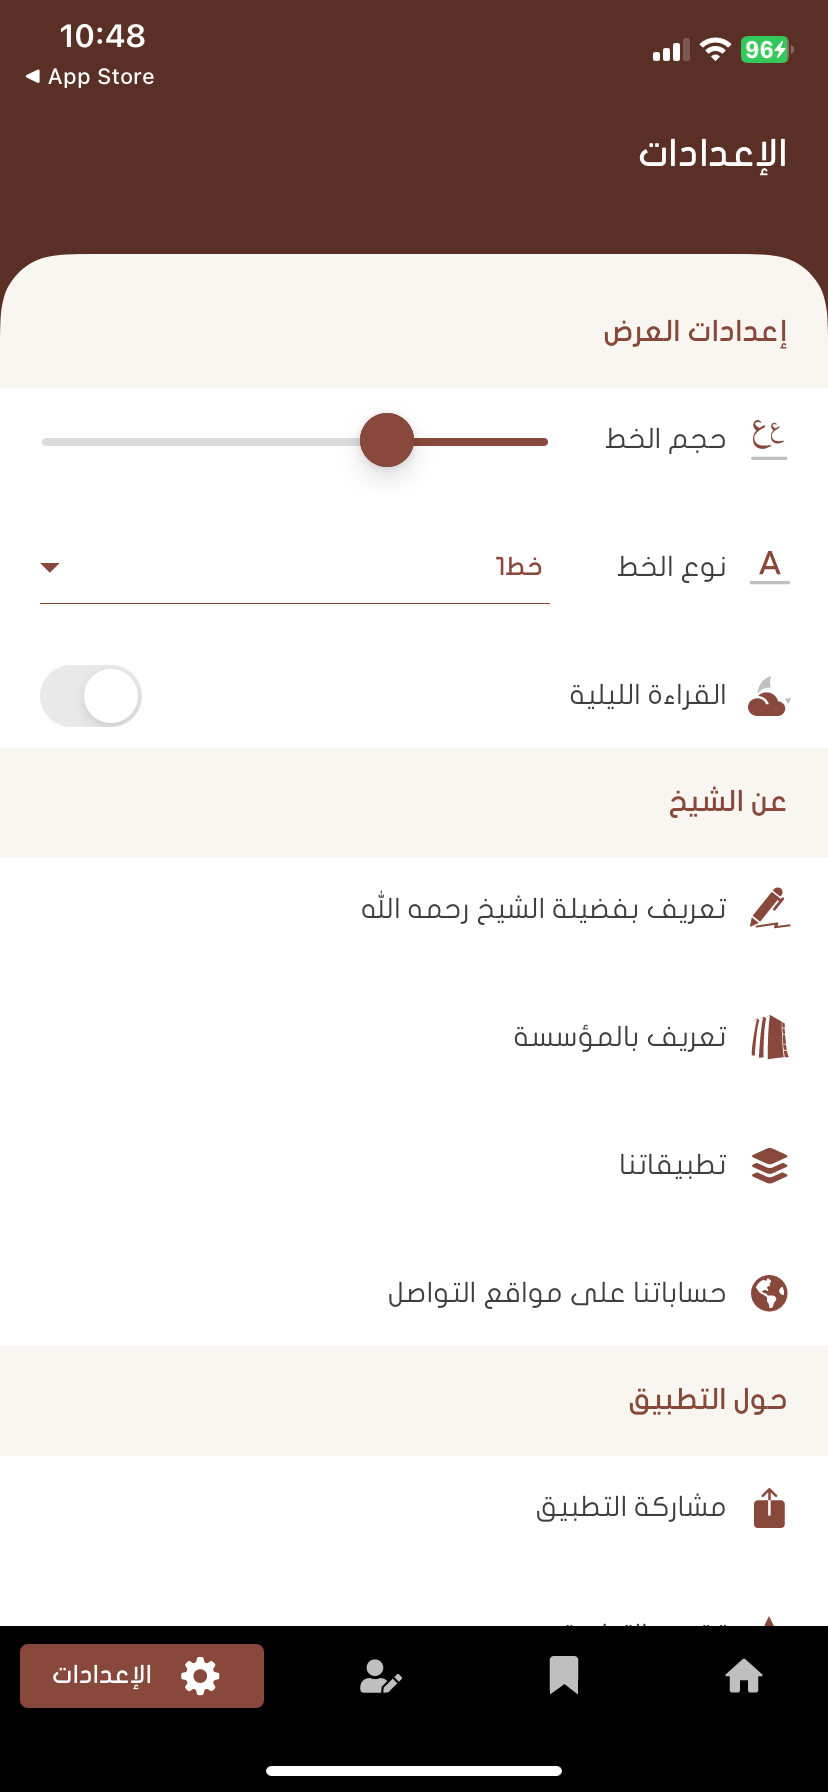 10:48
96
◀ App Store
الإعدادات
إعدادات العرض
حجم الخط
نوع الخط
خط1
القراءة الليلية
عن الشيخ
تعريف بفضيلة الشيخ رحمه الله
تعريف بالمؤسسة
تطبيقاتنا
حساباتنا على مواقع التواصل
حول التطبيق
مشاركة التطبيق
الإعدادات